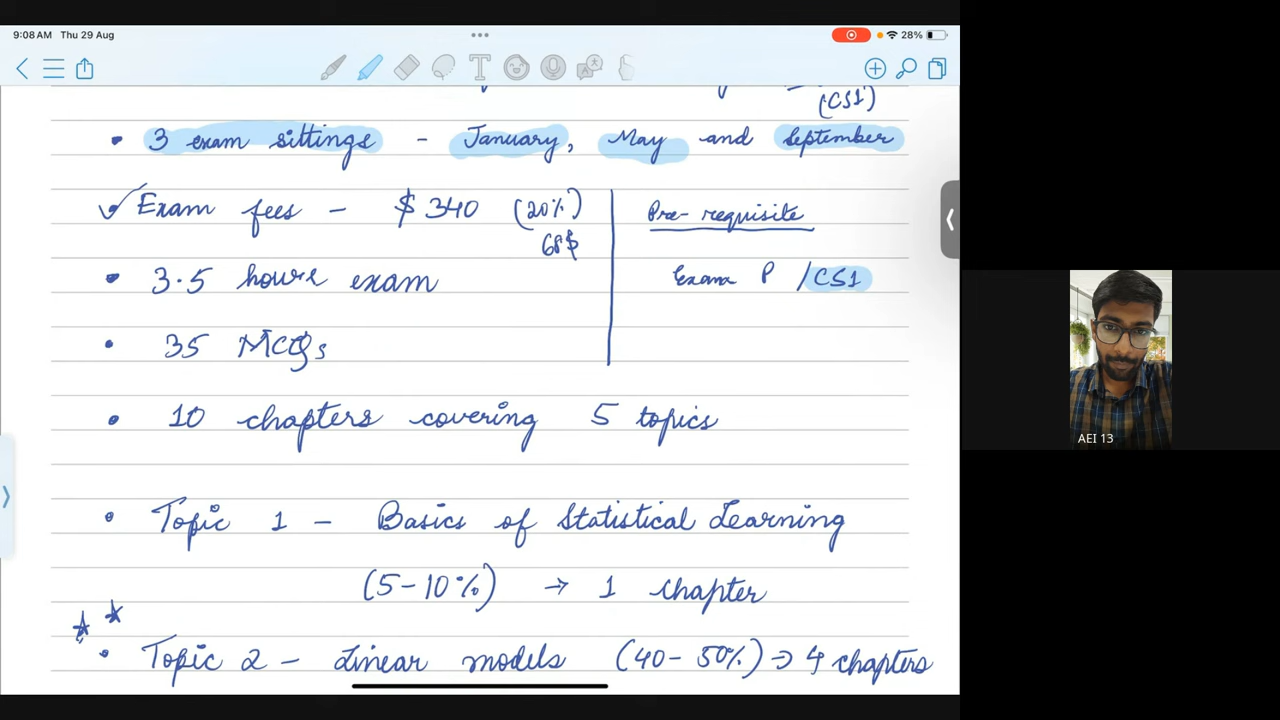 9:08 AM Thu 29 Aug
28%
(CS1)
• 3 exam sittings - January, May and September
Exam fees - $ 340 (20%)
68$
Pre-requisite
• 3.5 hours exam
Exam P / CS1
• 35 MCQs
• 10 chapters covering 5 topics
• Topic 1 - Basics of Statistical Learning
(5-10%) → 1 chapter
• Topic 2 - Linear models (40-50%) → 4 chapters
AEI 13